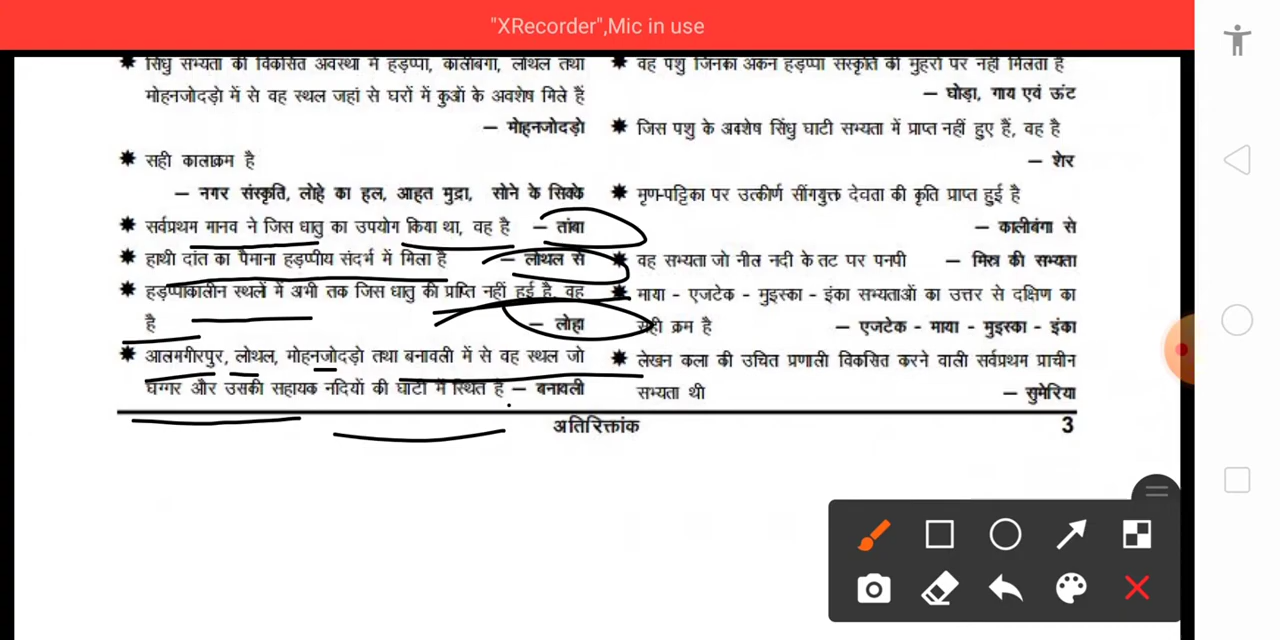 "XRecorder",Mic in use
✷ सिंधु सभ्यता की विकसित अवस्था में हड़प्पा, कालीबंगा, लोथल तथा
मोहनजोदड़ो में से वह स्थल जहां से घरों में कुओं के अवशेष मिले हैं
– मोहनजोदड़ो
✷ सही कालक्रम है
– नगर संस्कृति, लोहे का हल, आहत मुद्रा, सोने के सिक्के
✷ सर्वप्रथम मानव ने जिस धातु का उपयोग किया था, वह है – तांबा
✷ हाथी दांत का पैमाना हड़प्पीय संदर्भ में मिला है – लोथल से
✷ हड़प्पाकालीन स्थलों में अभी तक जिस धातु की प्राप्ति नहीं हुई है, वह
है – लोहा
✷ आलमगीरपुर, लोथल, मोहनजोदड़ो तथा बनावली में से वह स्थल जो
घग्गर और उसकी सहायक नदियों की घाटी में स्थित है – बनावली
✷ वह पशु जिनका अंकन हड़प्पा संस्कृति की मुहरों पर नहीं मिलता है
– घोड़ा, गाय एवं ऊंट
✷ जिस पशु के अवशेष सिंधु घाटी सभ्यता में प्राप्त नहीं हुए हैं, वह है
– शेर
✷ मृण-पट्टिका पर उत्कीर्ण सींगयुक्त देवता की कृति प्राप्त हुई है
– कालीबंगा से
✷ वह सभ्यता जो नील नदी के तट पर पनपी – मिस्र की सभ्यता
✷ माया - एजटेक - मुइस्का - इंका सभ्यताओं का उत्तर से दक्षिण का
सही क्रम है – एजटेक - माया - मुइस्का - इंका
✷ लेखन कला की उचित प्रणाली विकसित करने वाली सर्वप्रथम प्राचीन
सभ्यता थी – सुमेरिया
अतिरिक्तांक 3